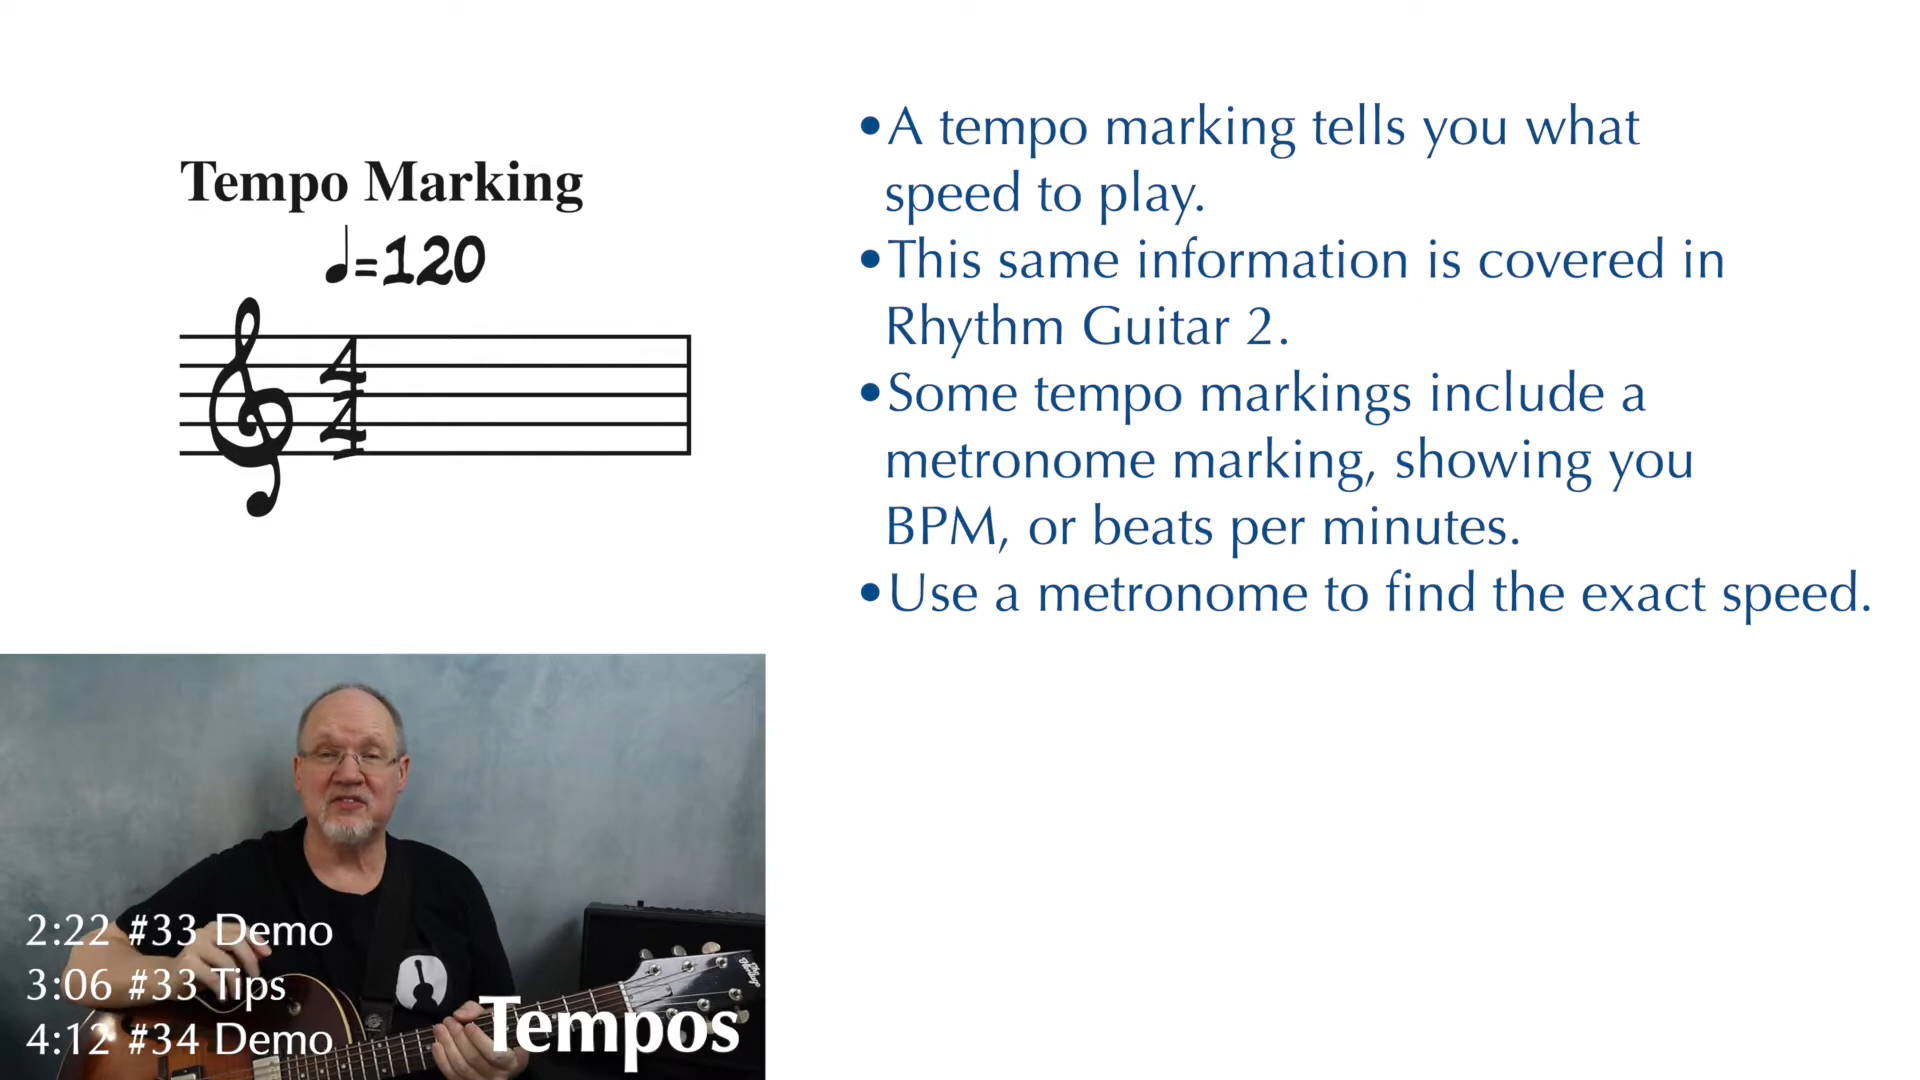 Tempo Marking
♩=120
4
4
•A tempo marking tells you what
speed to play.
•This same information is covered in
Rhythm Guitar 2.
•Some tempo markings include a
metronome marking, showing you
BPM, or beats per minutes.
•Use a metronome to find the exact speed.
2:22 #33 Demo
3:06 #33 Tips
4:12 #34 Demo
Tempos